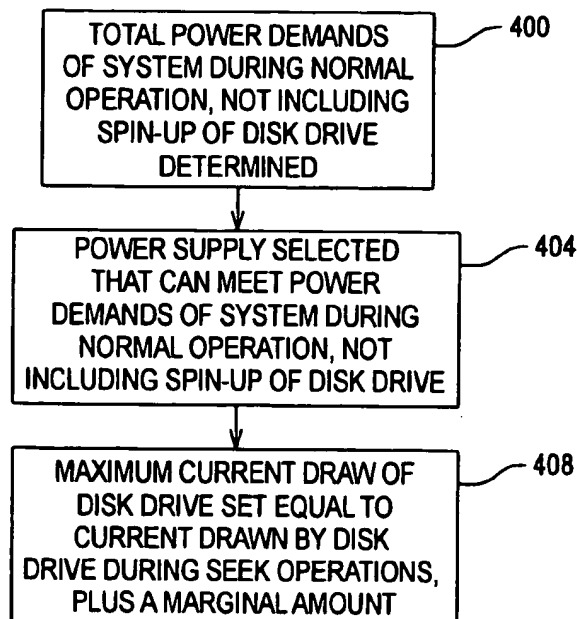 TOTAL POWER DEMANDS
OF SYSTEM DURING NORMAL
OPERATION, NOT INCLUDING
SPIN-UP OF DISK DRIVE
DETERMINED
400
POWER SUPPLY SELECTED
THAT CAN MEET POWER
DEMANDS OF SYSTEM DURING
NORMAL OPERATION, NOT
INCLUDING SPIN-UP OF DISK DRIVE
404
MAXIMUM CURRENT DRAW OF
DISK DRIVE SET EQUAL TO
CURRENT DRAWN BY DISK
DRIVE DURING SEEK OPERATIONS,
PLUS A MARGINAL AMOUNT
408